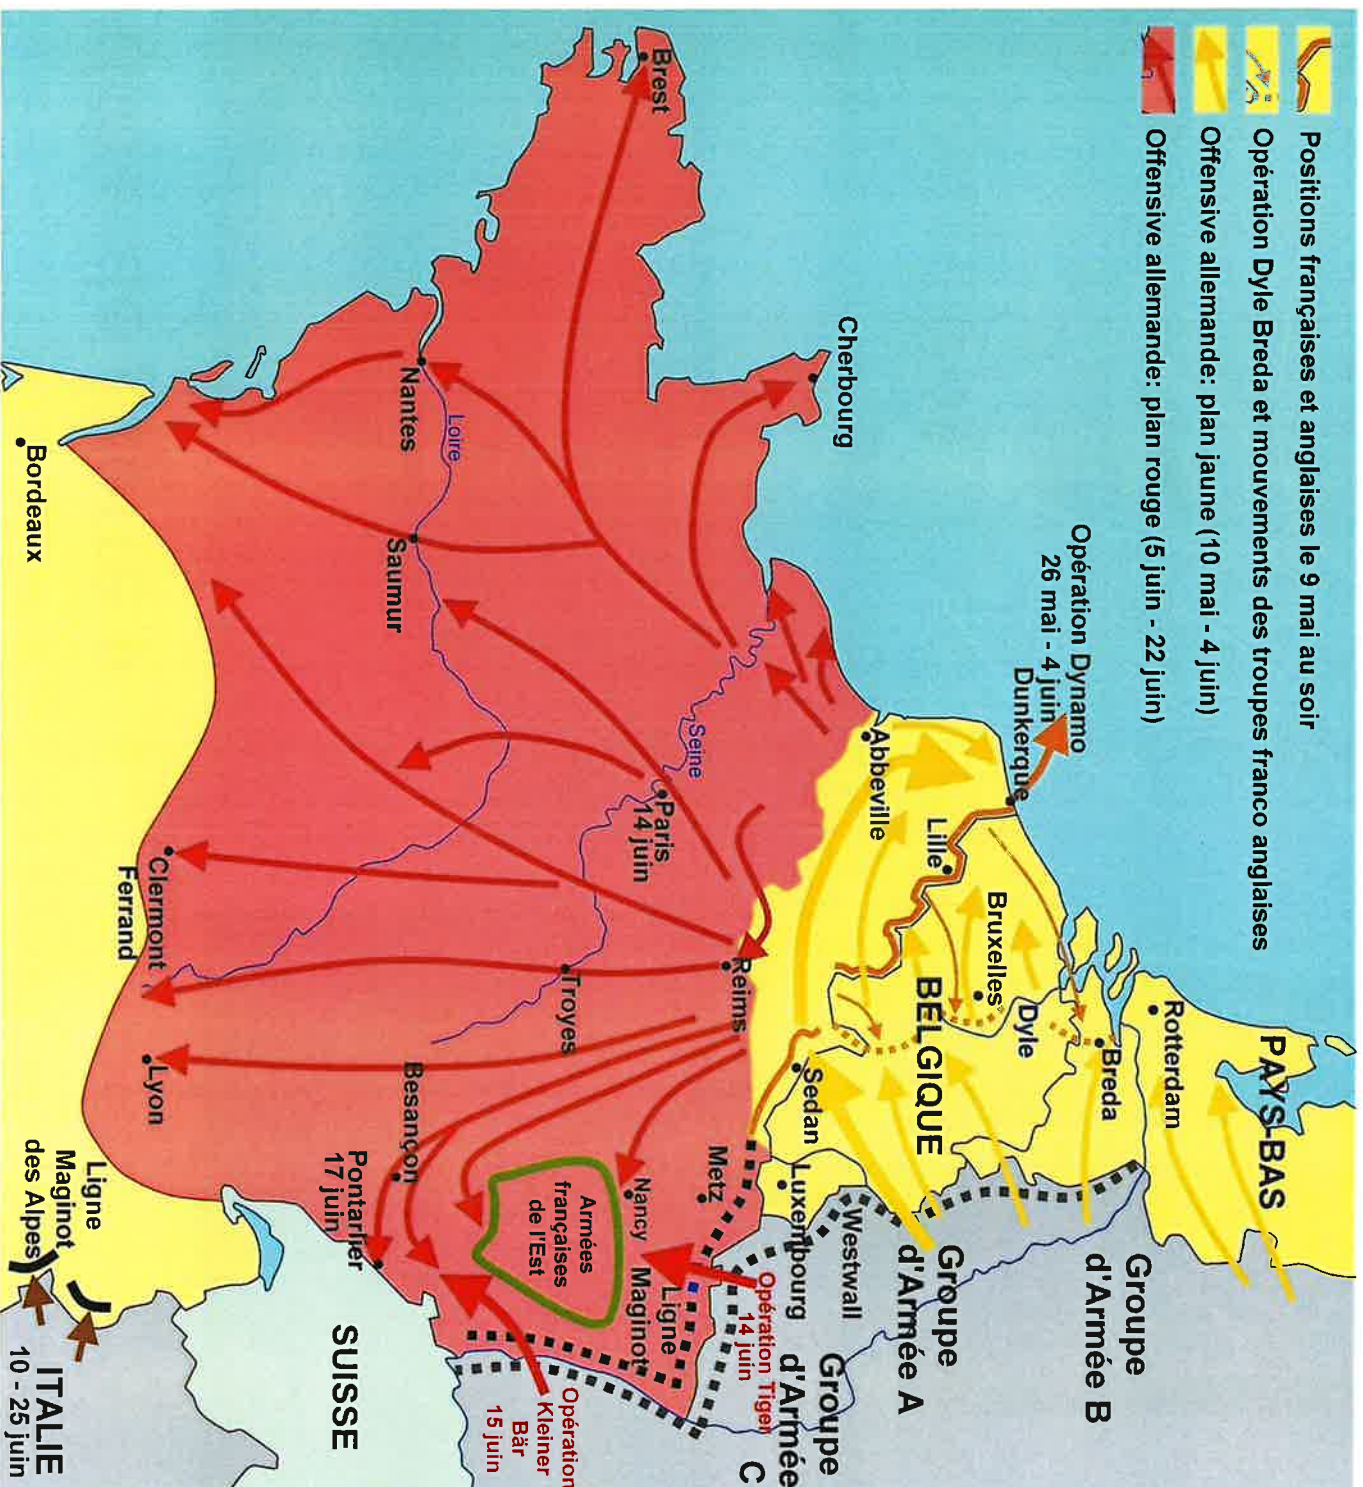 Positions françaises et anglaises le 9 mai au soir
Opération Dyle Breda et mouvements des troupes franco anglaises
Offensive allemande: plan jaune (10 mai - 4 juin)
Offensive allemande: plan rouge (5 juin - 22 juin)
PAYS-BAS
Rotterdam
Breda
Groupe
d'Armée B
Opération Dynamo
26 mai - 4 juin
Dunkerque
Dyle
Bruxelles
BELGIQUE
Lille
Groupe
d'Armée A
Abbeville
Westwall
Cherbourg
Sedan
Luxembourg
Groupe
d'Armée
C
Opération Tiger
14 juin
Reims
Metz
Seine
Brest
Paris
14 juin
Ligne
Maginot
Nancy
Armées
françaises
de l'Est
Troyes
Opération
Kleiner
Bär
15 juin
Loire
Nantes
Saumur
Besançon
Pontarlier
17 juin
SUISSE
Clermont
Ferrand
Lyon
Ligne
Maginot
des Alpes
Bordeaux
ITALIE
10 - 25 juin